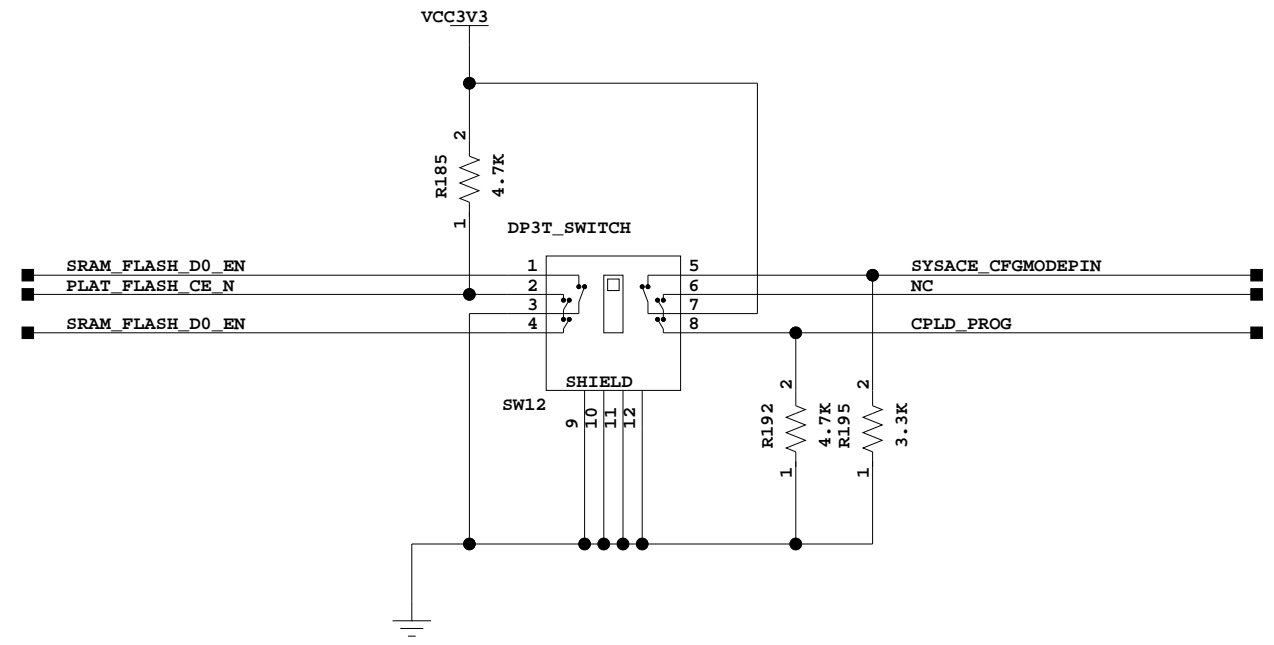 VCC3V3
2
R185
4.7K
1
DP3T_SWITCH
SRAM_FLASH_D0_EN
1
5
SYSACE_CFGMODEPIN
PLAT_FLASH_CE_N
2
6
NC
3
7
SRAM_FLASH_D0_EN
4
8
CPLD_PROG
SHIELD
SW12
9
10
11
12
2
R192
4.7K
1
2
R195
3.3K
1